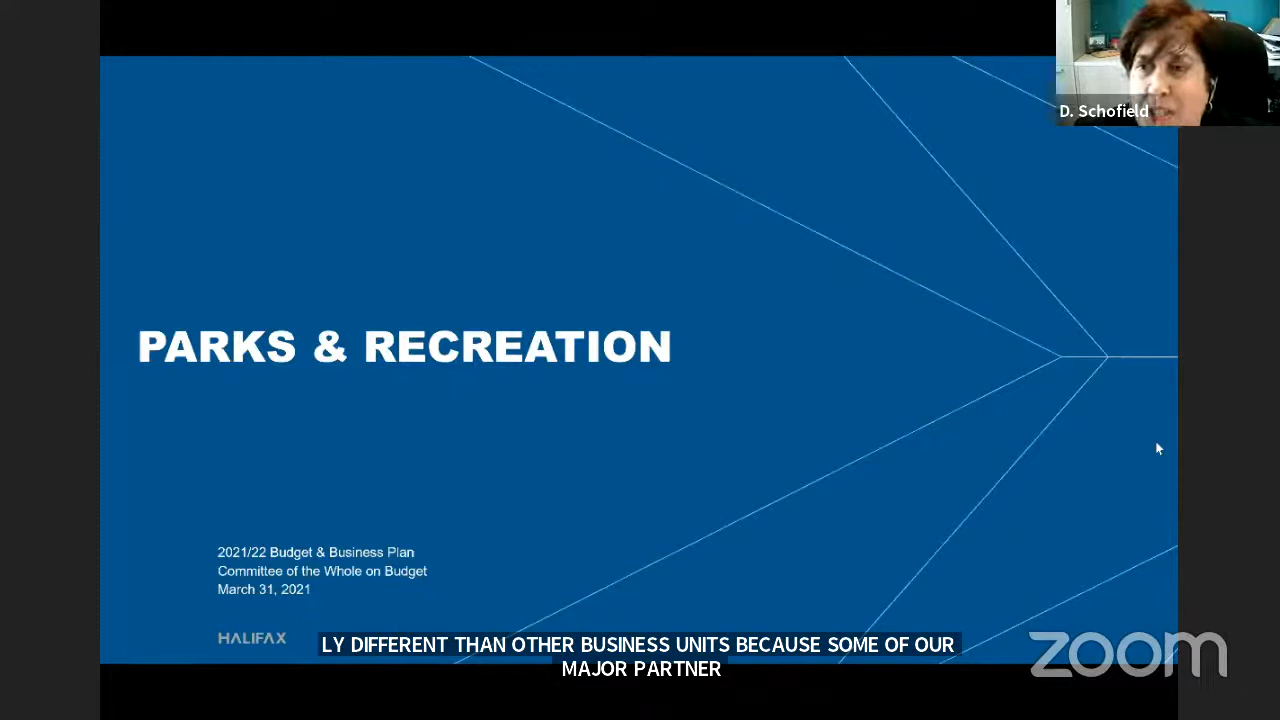 D. Schofield
PARKS & RECREATION
2021/22 Budget & Business Plan
Committee of the Whole on Budget
March 31, 2021
HALIFAX
LY DIFFERENT THAN OTHER BUSINESS UNITS BECAUSE SOME OF OUR
MAJOR PARTNER
zoom